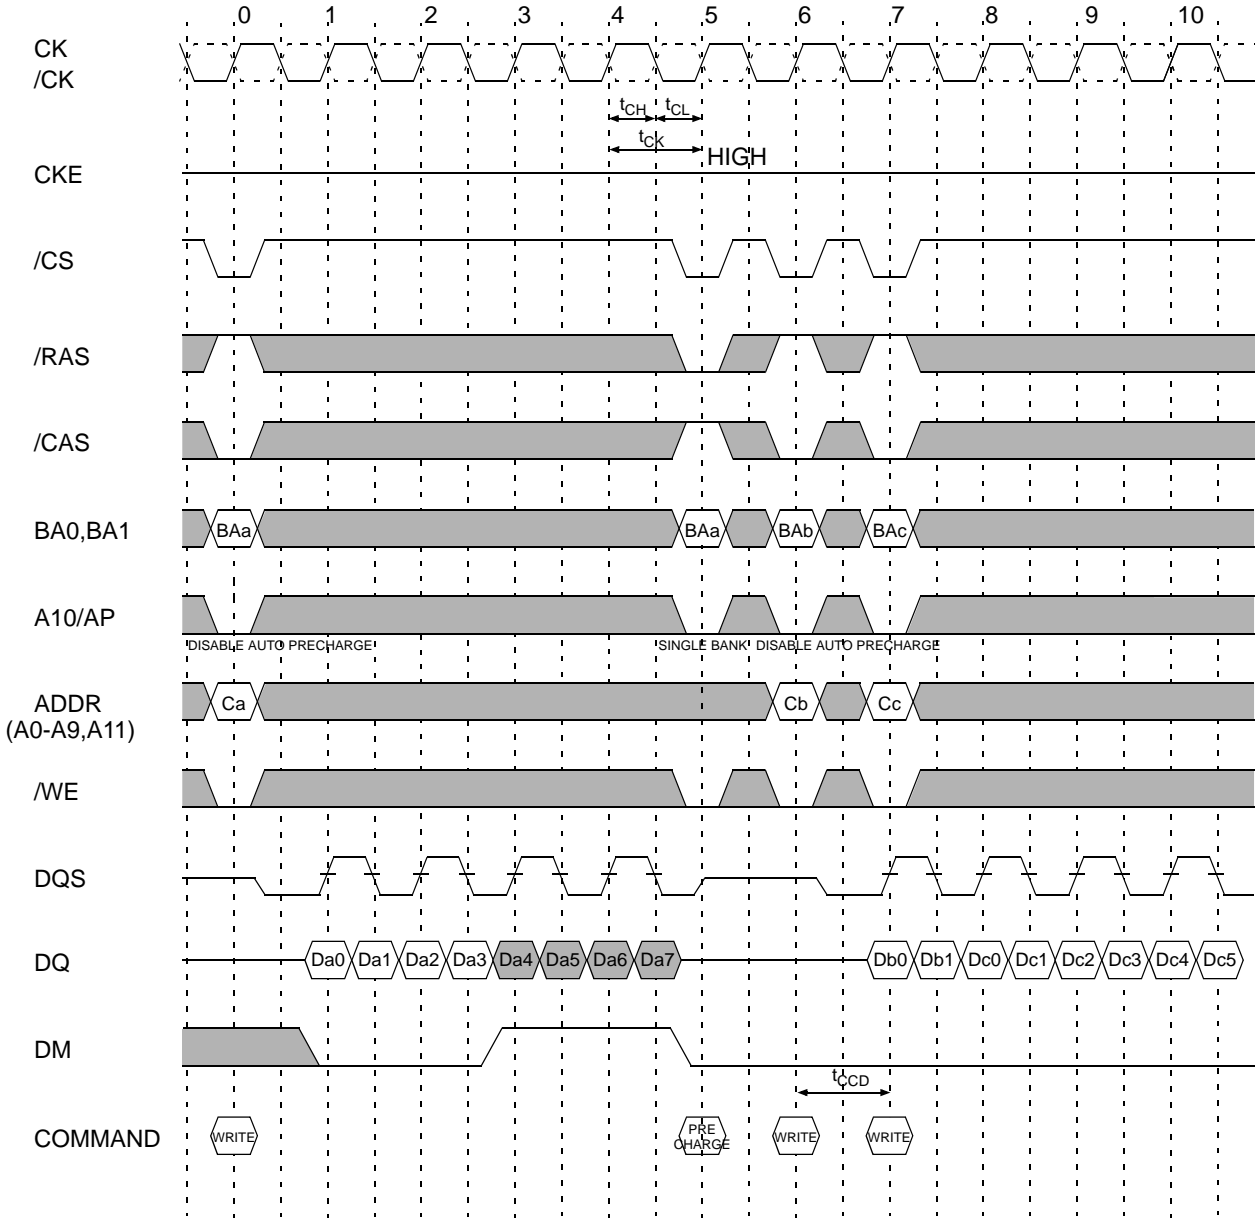 0 1 2 3 4 5 6 7 8 9 10
CK
/CK
tCH tCL
tCK
HIGH
CKE
/CS
/RAS
/CAS
BA0,BA1 BAa BAa BAb BAc
A10/AP
DISABLE AUTO PRECHARGE SINGLE BANK DISABLE AUTO PRECHARGE
ADDR Ca Cb Cc
(A0-A9,A11)
/WE
DQS
DQ Da0 Da1 Da2 Da3 Da4 Da5 Da6 Da7 Db0 Db1 Dc0 Dc1 Dc2 Dc3 Dc4 Dc5
DM
tCCD
COMMAND WRITE PRE CHARGE WRITE WRITE